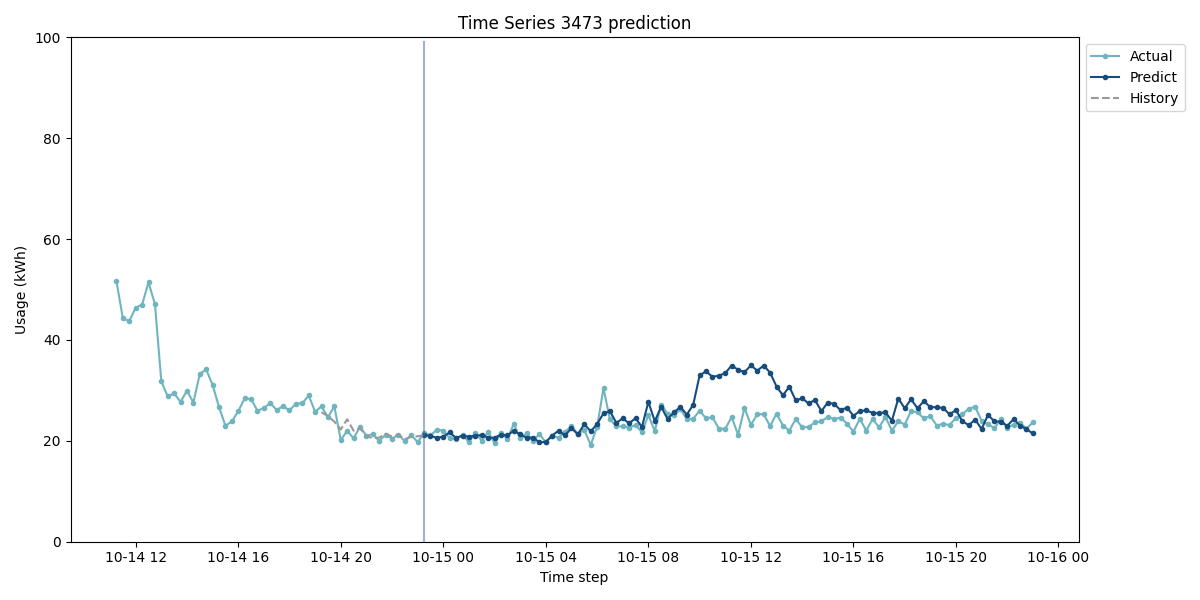 Time Series 3473 prediction
Usage (kWh)
100
80
60
40
20
0
10-14 12
10-14 16
10-14 20
10-15 00
10-15 04
10-15 08
10-15 12
10-15 16
10-15 20
10-16 00
Time step
Actual
Predict
History